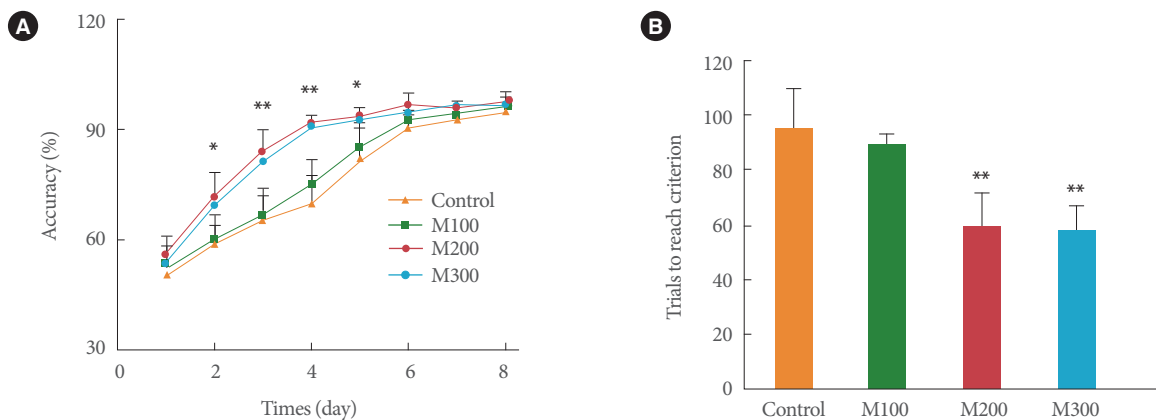 A
120
90
60
30
Accuracy (%)
*
**
**
*
Control
M100
M200
M300
0 2 4 6 8
Times (day)
B
120
100
80
60
40
20
0
Trials to reach criterion
**
**
Control M100 M200 M300